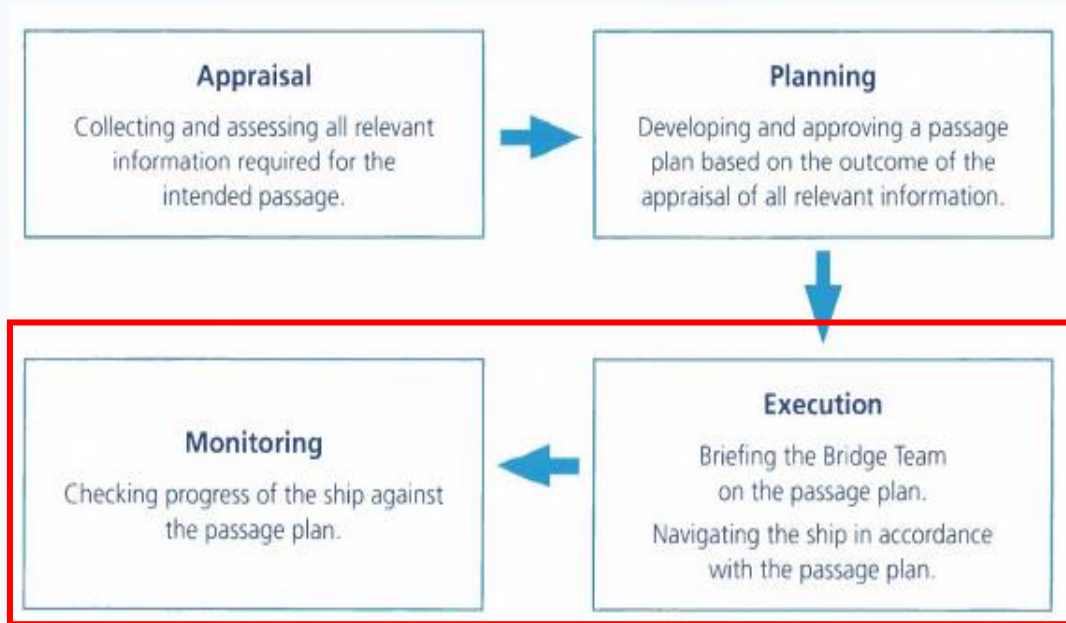 Appraisal
Collecting and assessing all relevant
information required for the
intended passage.
Planning
Developing and approving a passage
plan based on the outcome of the
appraisal of all relevant information.
Execution
Briefing the Bridge Team
on the passage plan.
Navigating the ship in accordance
with the passage plan.
Monitoring
Checking progress of the ship against
the passage plan.